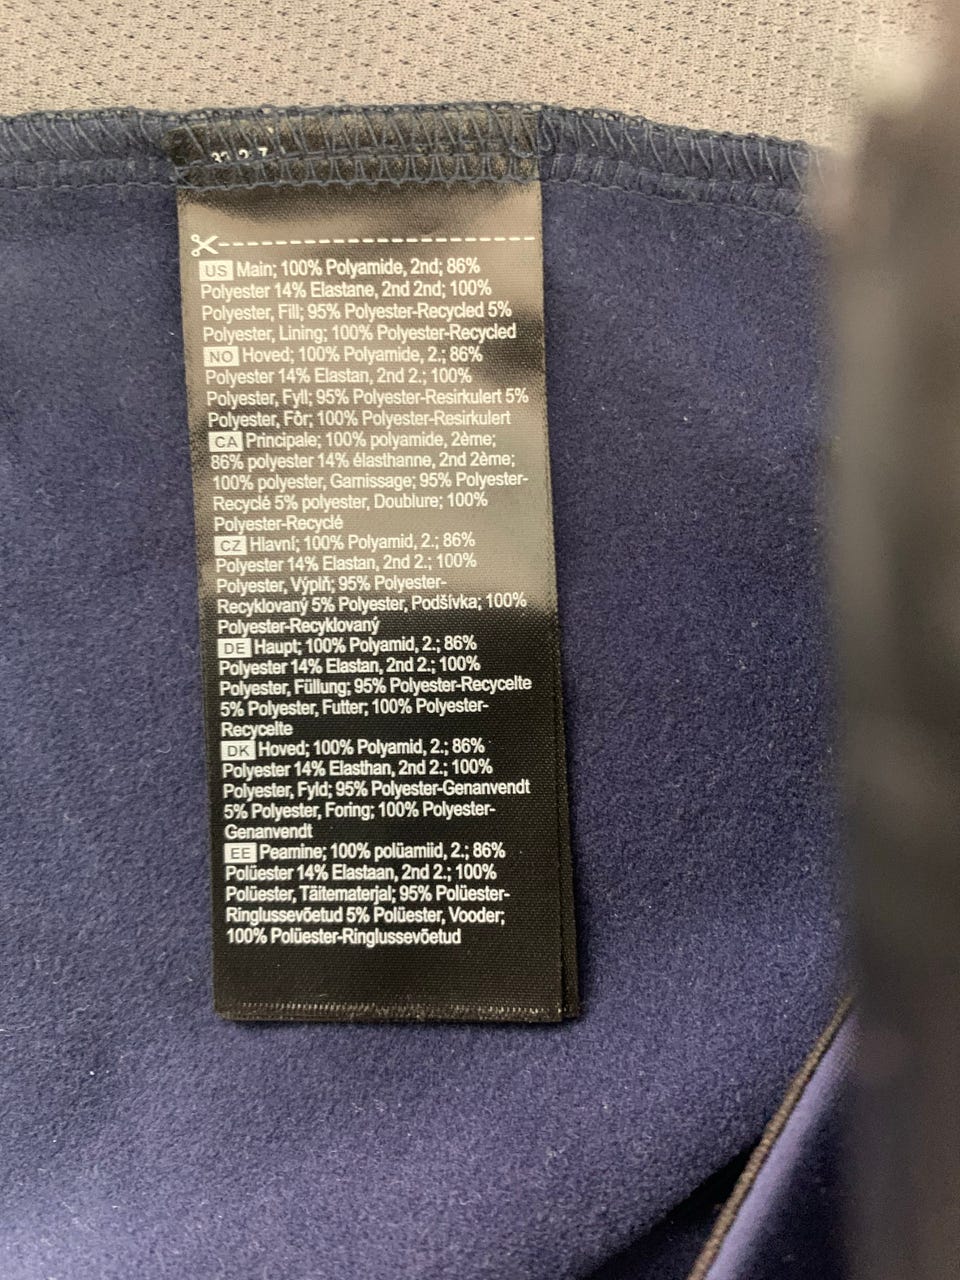 US Main; 100% Polyamide, 2nd; 86%
Polyester 14% Elastane, 2nd 2nd; 100%
Polyester, Fill; 95% Polyester-Recycled 5%
Polyester, Lining; 100% Polyester-Recycled
NO Hoved; 100% Polyamide, 2.; 86%
Polyester 14% Elastan, 2nd 2.; 100%
Polyester, Fyll; 95% Polyester-Resirkulert 5%
Polyester, Fôr; 100% Polyester-Resirkulert
CA Principale; 100% polyamide, 2ème;
86% polyester 14% élasthanne, 2nd 2ème;
100% polyester, Garnissage; 95% Polyester-
Recyclé 5% polyester, Doublure; 100%
Polyester-Recyclé
CZ Hlavní; 100% Polyamid, 2.; 86%
Polyester 14% Elastan, 2nd 2.; 100%
Polyester, Výplň; 95% Polyester-
Recyklovaný 5% Polyester, Podšívka; 100%
Polyester-Recyklovaný
DE Haupt; 100% Polyamid, 2.; 86%
Polyester 14% Elastan, 2nd 2.; 100%
Polyester, Füllung; 95% Polyester-Recycelte
5% Polyester, Futter; 100% Polyester-
Recycelte
DK Hoved; 100% Polyamid, 2.; 86%
Polyester 14% Elasthan, 2nd 2.; 100%
Polyester, Fyld; 95% Polyester-Genanvendt
5% Polyester, Foring; 100% Polyester-
Genanvendt
EE Peamine; 100% polüamiid, 2.; 86%
Polüester 14% Elastaan, 2nd 2.; 100%
Polüester, Täitematerjal; 95% Polüester-
Ringlussevõetud 5% Polüester, Vooder;
100% Polüester-Ringlussevõetud